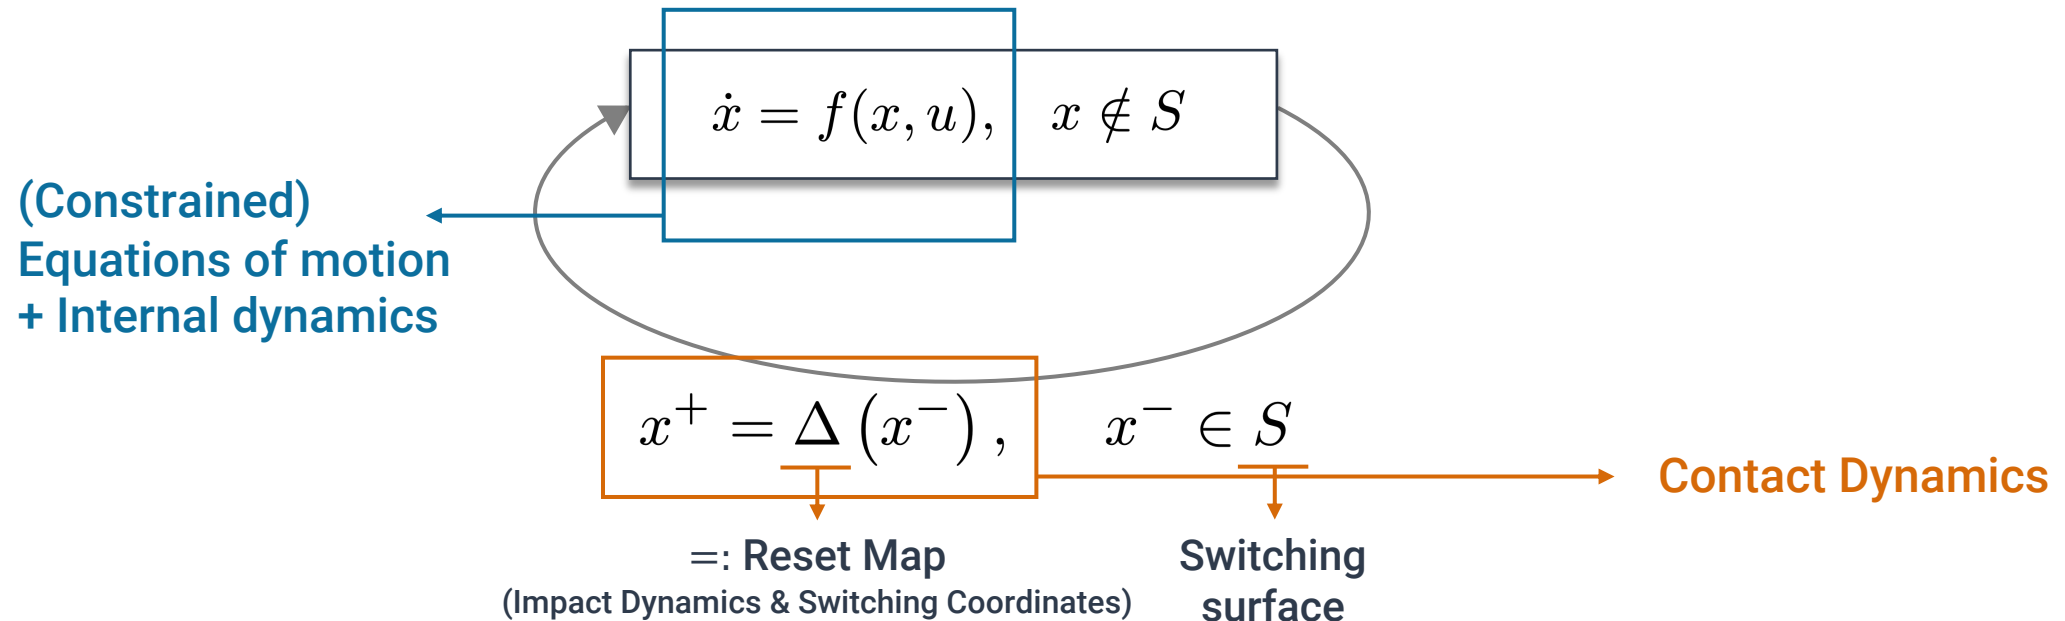 ẋ = f(x, u), x ∉ S
(Constrained)
Equations of motion
+ Internal dynamics
x⁺ = Δ (x⁻) , x⁻ ∈ S
Contact Dynamics
=: Reset Map
(Impact Dynamics & Switching Coordinates)
Switching
surface